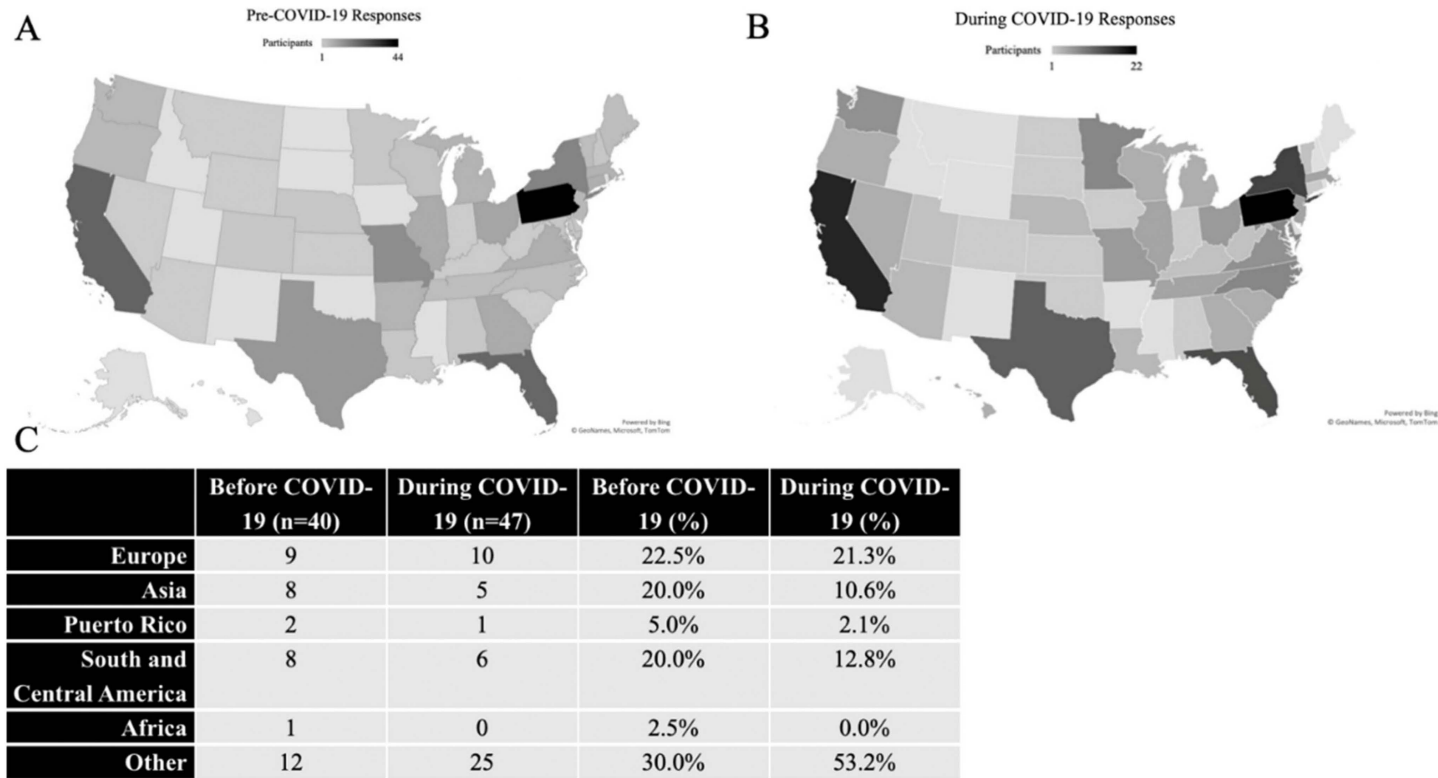 A
Pre-COVID-19 Responses
Participants
1 44
Powered by Bing
© GeoNames, Microsoft, TomTom
B
During COVID-19 Responses
Participants
1 22
Powered by Bing
© GeoNames, Microsoft, TomTom
C
Before COVID- During COVID- Before COVID- During COVID-
19 (n=40) 19 (n=47) 19 (%) 19 (%)
Europe 9 10 22.5% 21.3%
Asia 8 5 20.0% 10.6%
Puerto Rico 2 1 5.0% 2.1%
South and 8 6 20.0% 12.8%
Central America
Africa 1 0 2.5% 0.0%
Other 12 25 30.0% 53.2%